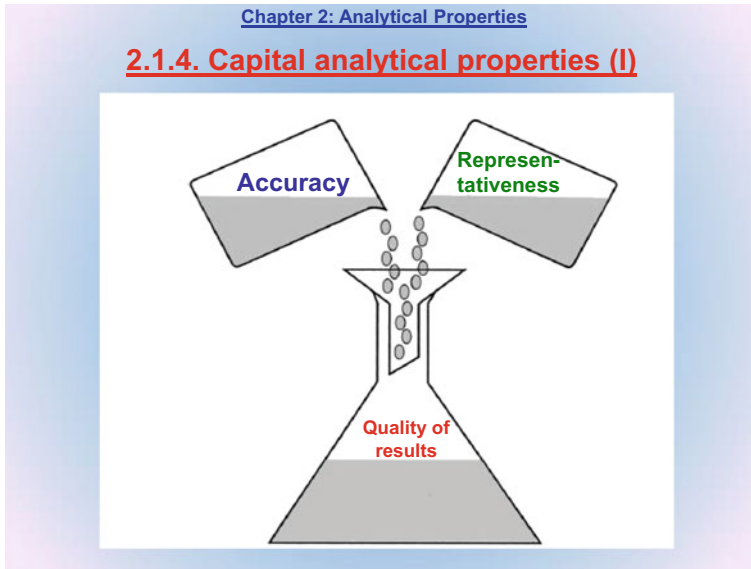 Chapter 2: Analytical Properties
2.1.4. Capital analytical properties (I)
Accuracy
Represen-
tativeness
Quality of
results